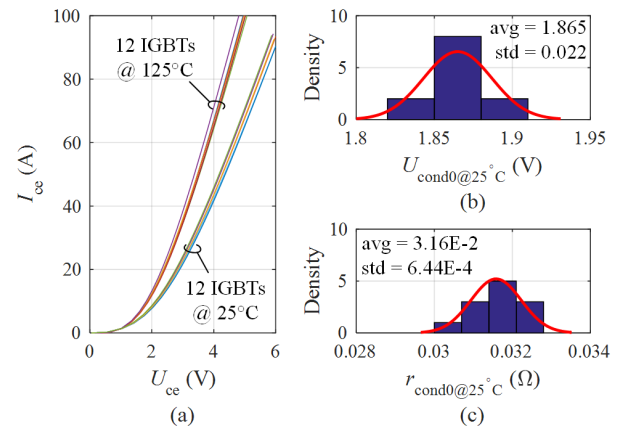 100
80
60
40
20
0
I_ce (A)
12 IGBTs
@ 125°C
12 IGBTs
@ 25°C
0 2 4 6
U_ce (V)
(a)
10
5
0
Density
avg = 1.865
std = 0.022
1.8 1.85 1.9 1.95
U_cond0@25°C (V)
(b)
10
5
0
Density
avg = 3.16E-2
std = 6.44E-4
0.028 0.03 0.032 0.034
r_cond0@25°C (Ω)
(c)